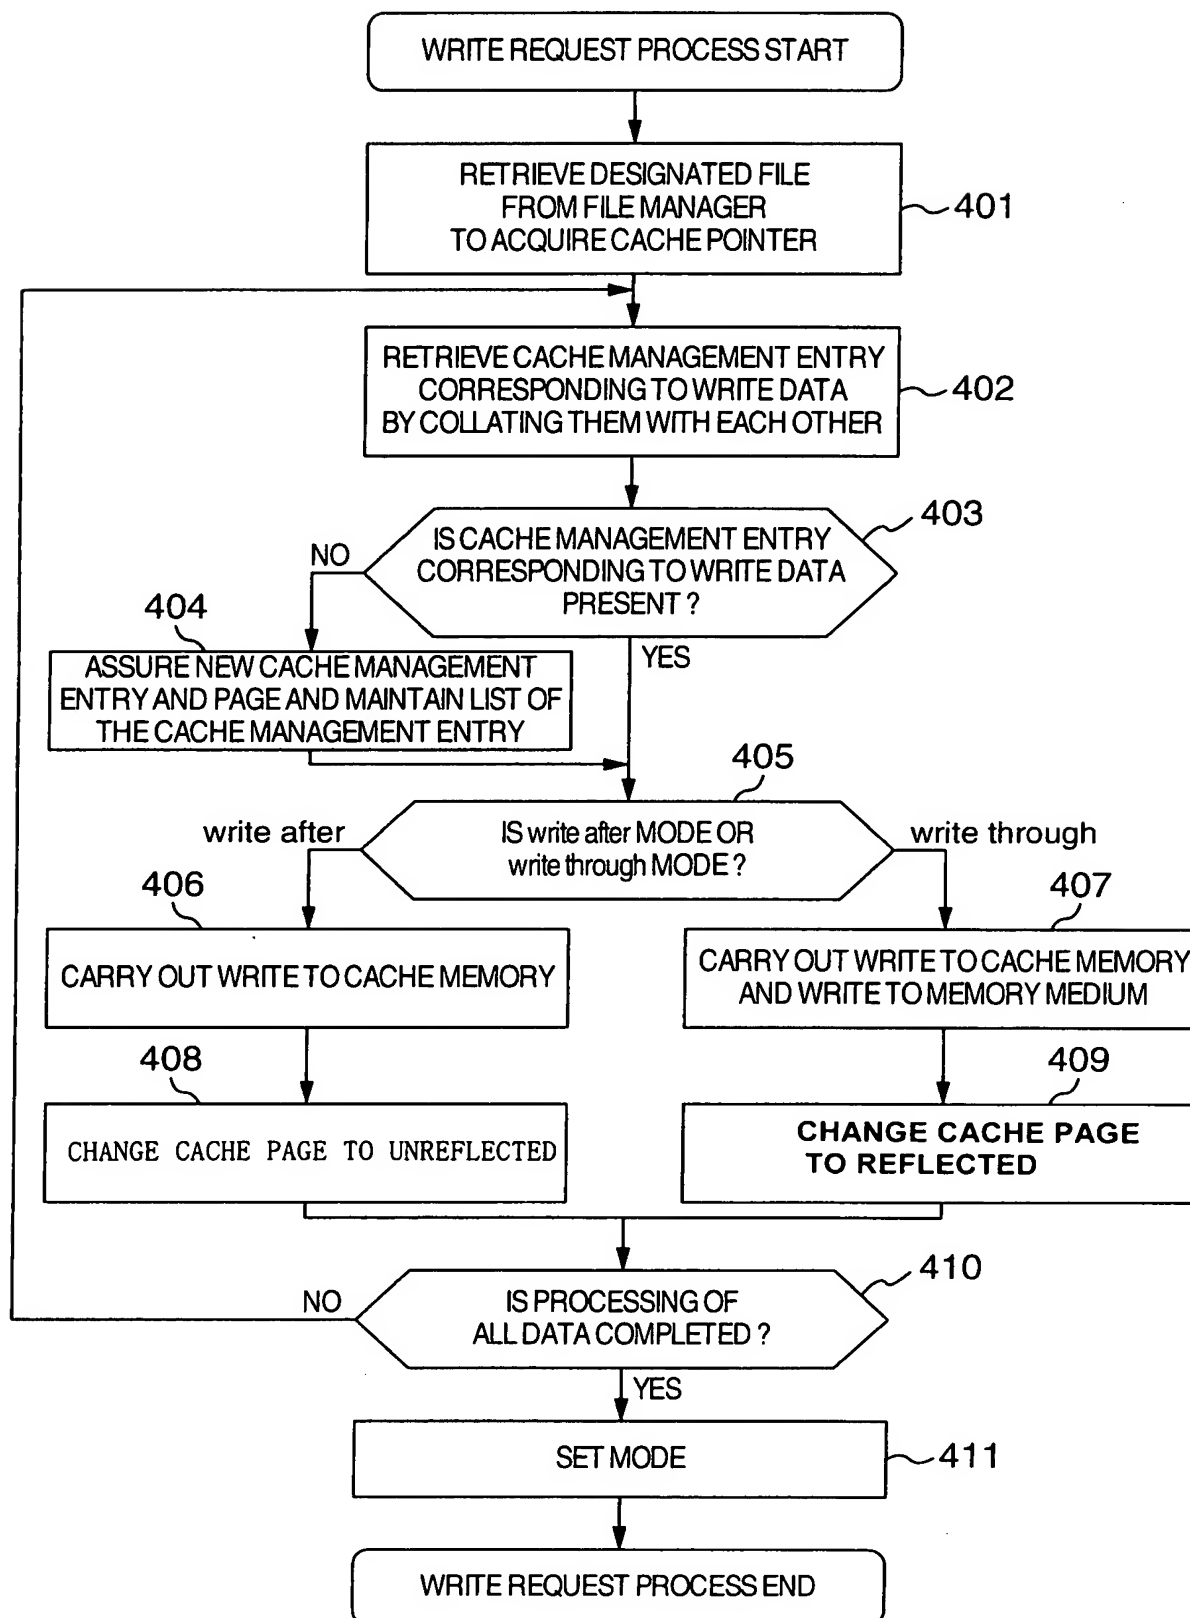 WRITE REQUEST PROCESS START
RETRIEVE DESIGNATED FILE
FROM FILE MANAGER
TO ACQUIRE CACHE POINTER
401
RETRIEVE CACHE MANAGEMENT ENTRY
CORRESPONDING TO WRITE DATA
BY COLLATING THEM WITH EACH OTHER
402
403
IS CACHE MANAGEMENT ENTRY
CORRESPONDING TO WRITE DATA
PRESENT ?
NO
YES
404
ASSURE NEW CACHE MANAGEMENT
ENTRY AND PAGE AND MAINTAIN LIST OF
THE CACHE MANAGEMENT ENTRY
405
write after
IS write after MODE OR
write through MODE ?
write through
406
407
CARRY OUT WRITE TO CACHE MEMORY
CARRY OUT WRITE TO CACHE MEMORY
AND WRITE TO MEMORY MEDIUM
408
409
CHANGE CACHE PAGE TO UNREFLECTED
CHANGE CACHE PAGE
TO REFLECTED
410
NO
IS PROCESSING OF
ALL DATA COMPLETED ?
YES
SET MODE
411
WRITE REQUEST PROCESS END